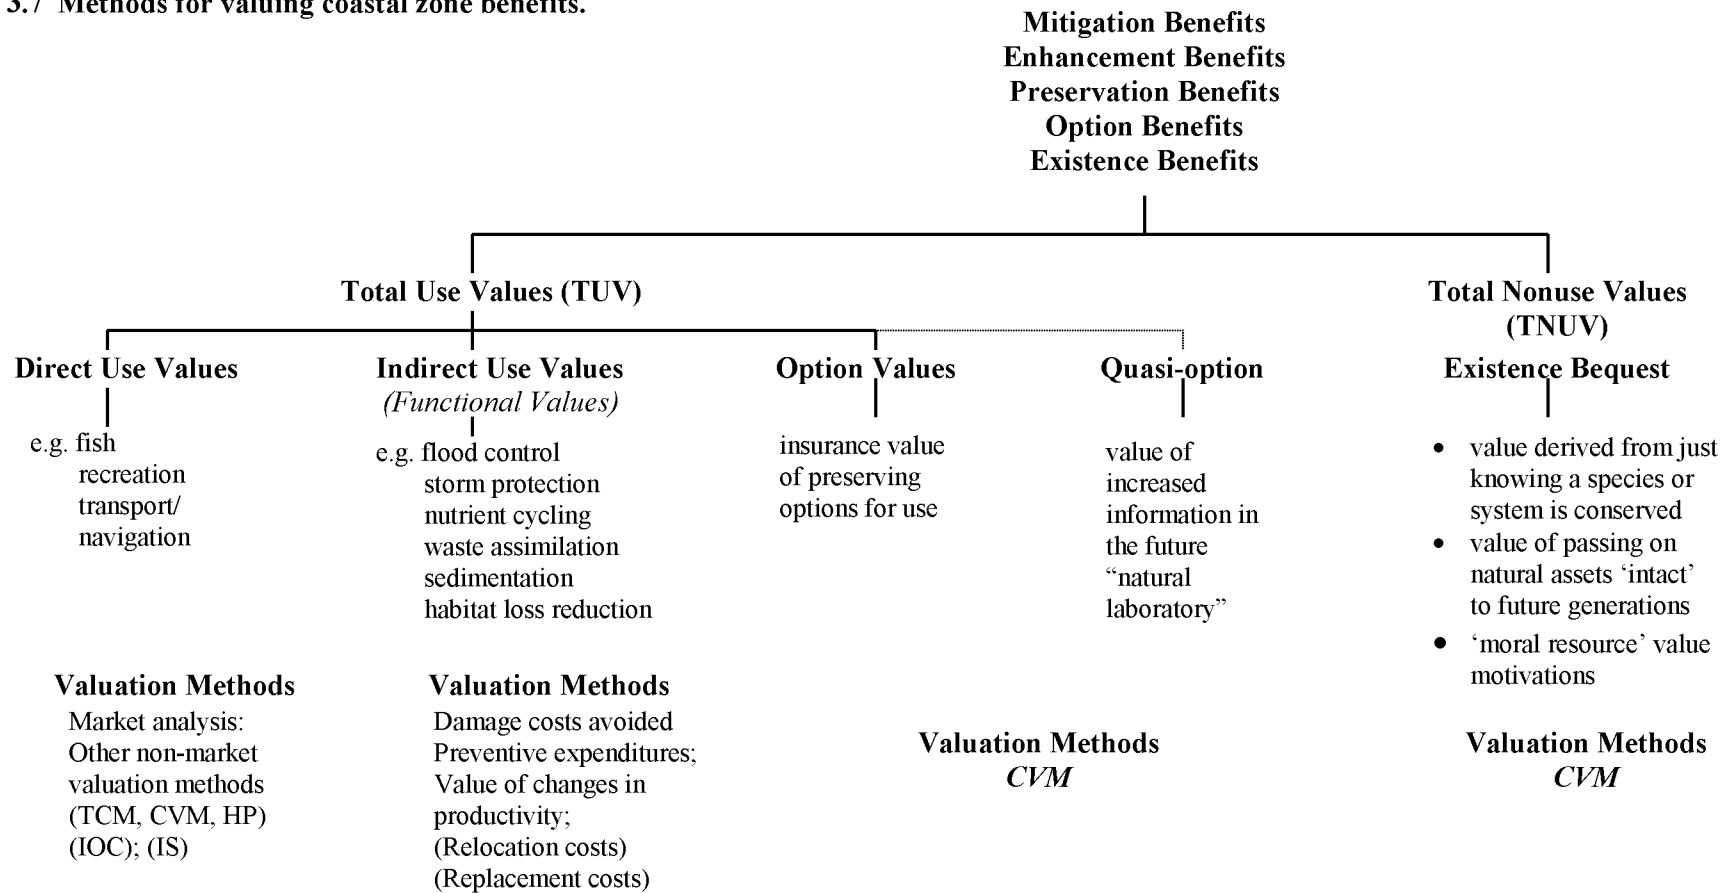 3.7 Methods for valuing coastal zone benefits.
Mitigation Benefits
Enhancement Benefits
Preservation Benefits
Option Benefits
Existence Benefits
Total Use Values (TUV)
Total Nonuse Values
(TNUV)
Direct Use Values
e.g. fish
recreation
transport/
navigation
Indirect Use Values
(Functional Values)
e.g. flood control
storm protection
nutrient cycling
waste assimilation
sedimentation
habitat loss reduction
Option Values
insurance value
of preserving
options for use
Quasi-option
value of
increased
information in
the future
“natural
laboratory”
Existence Bequest
• value derived from just
knowing a species or
system is conserved
• value of passing on
natural assets ‘intact’
to future generations
• ‘moral resource’ value
motivations
Valuation Methods
Market analysis:
Other non-market
valuation methods
(TCM, CVM, HP)
(IOC); (IS)
Valuation Methods
Damage costs avoided
Preventive expenditures;
Value of changes in
productivity;
(Relocation costs)
(Replacement costs)
Valuation Methods
CVM
Valuation Methods
CVM